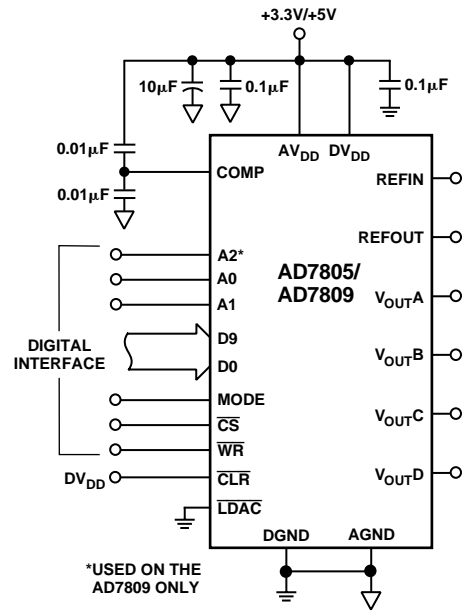 +3.3V/+5V
10μF
0.1μF
0.1μF
0.01μF
0.01μF
AVDD DVDD
COMP
REFIN
REFOUT
A2*
A0
A1
AD7805/
AD7809
VOUTA
DIGITAL
INTERFACE
D9
D0
VOUTB
MODE
CS
WR
VOUTC
DVDD
CLR
VOUTD
LDAC
DGND
AGND
*USED ON THE
AD7809 ONLY